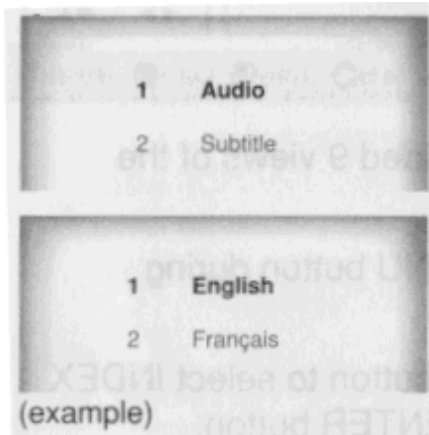 1 Audio
2 Subtitle
1 English
2 Français
(example)